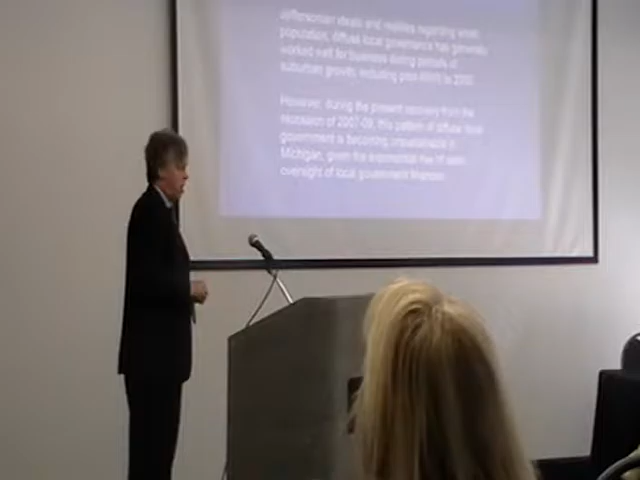 Jeffersonian ideals and realities regarding small
population, diffuse local governance has generally
worked well for business during periods of
suburban growth, including post-WWII to 2000.
However, during the present recovery from the
recession of 2007-09, this pattern of diffuse local
government is becoming unsustainable in
Michigan, given the exponential rise of
oversight of local government finances.